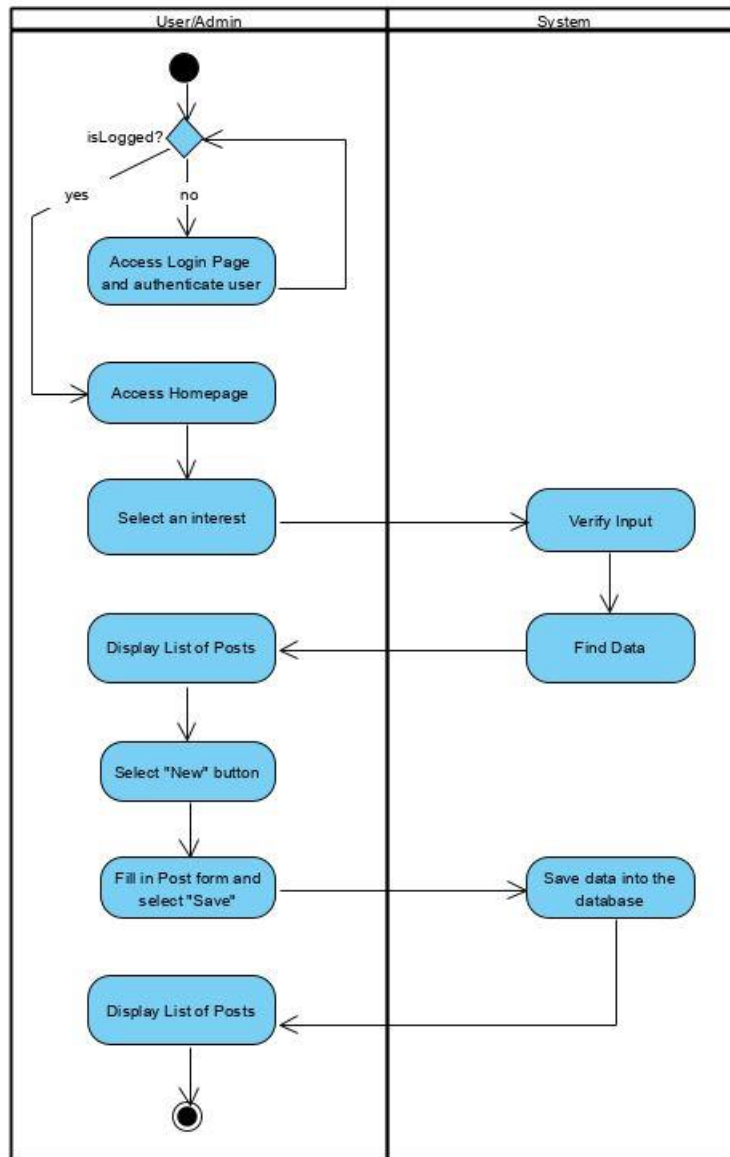 User/Admin
System
isLogged?
yes
no
Access Login Page
and authenticate user
Access Homepage
Select an interest
Verify Input
Display List of Posts
Find Data
Select "New" button
Fill in Post form and
select "Save"
Save data into the
database
Display List of Posts